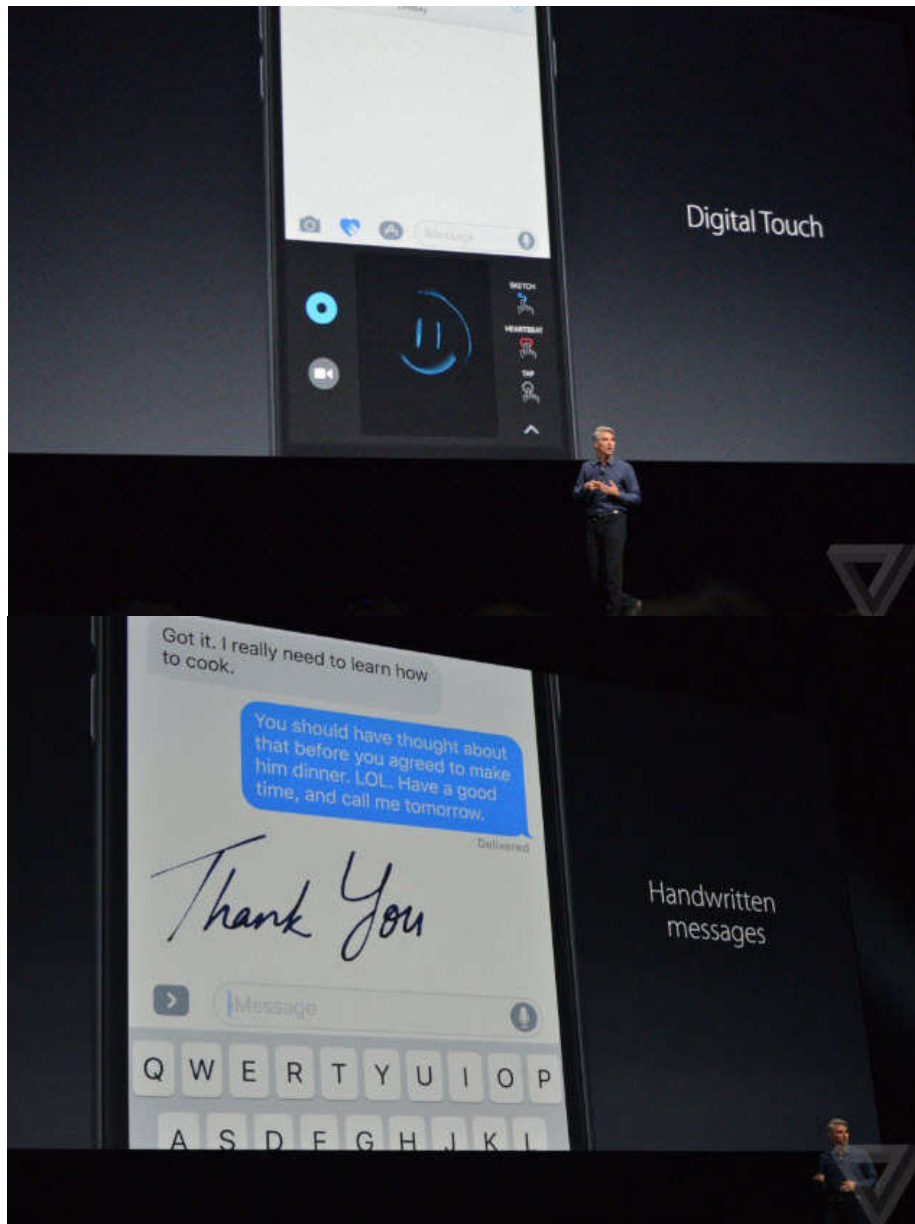 Message
Digital Touch
SKETCH
HEARTBEAT
TAP
Got it. I really need to learn how
to cook.
You should have thought about
that before you agreed to make
him dinner. LOL. Have a good
time, and call me tomorrow.
Delivered
Thank You
Handwritten
messages
Message
Q W E R T Y U I O P
A S D F G H J K L